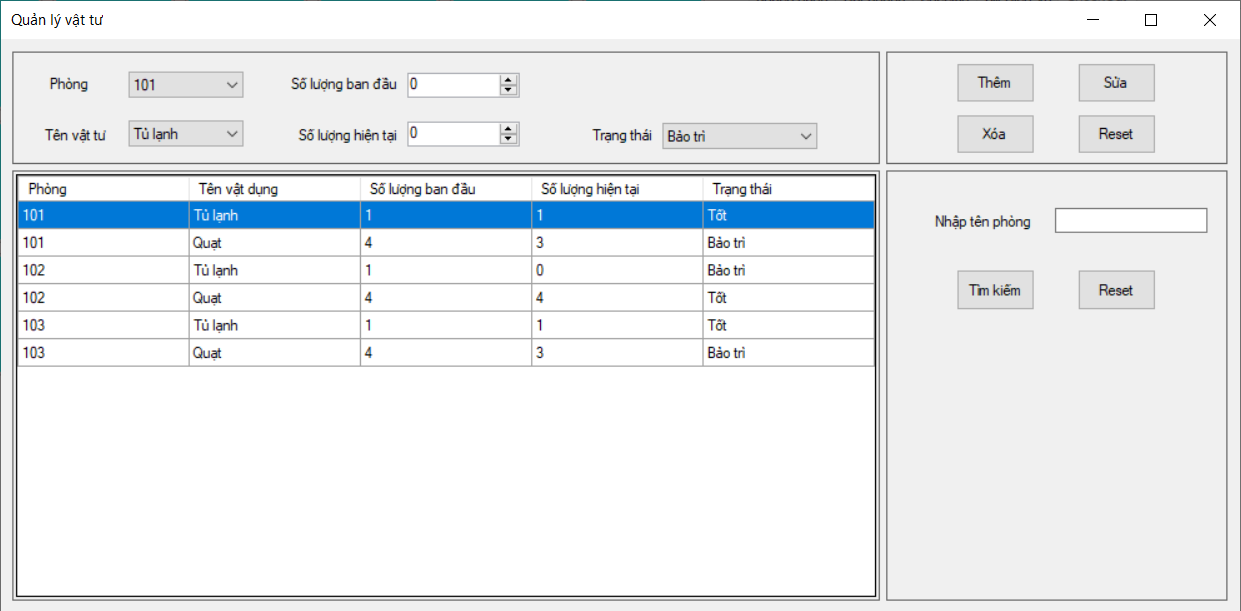 Quản lý vật tư
Phòng 101 Số lượng ban đầu 0
Tên vật tư Tủ lạnh Số lượng hiện tại 0 Trạng thái Bảo trì
Thêm Sửa
Xóa Reset
Phòng Tên vật dụng Số lượng ban đầu Số lượng hiện tại Trạng thái
101 Tủ lạnh 1 1 Tốt
101 Quạt 4 3 Bảo trì
102 Tủ lạnh 1 0 Bảo trì
102 Quạt 4 4 Tốt
103 Tủ lạnh 1 1 Tốt
103 Quạt 4 3 Bảo trì
Nhập tên phòng
Tìm kiếm Reset